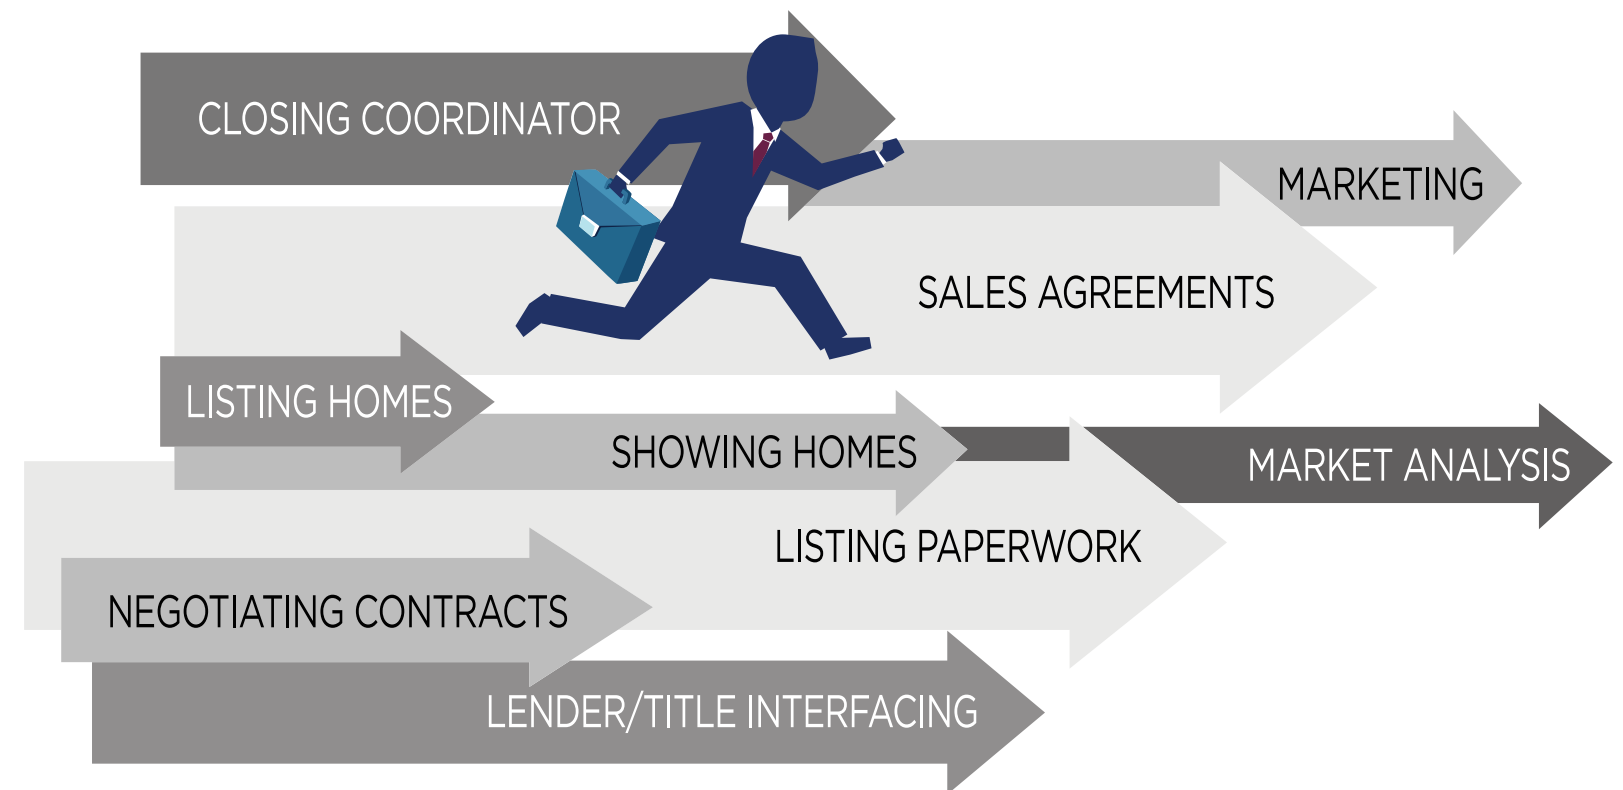 CLOSING COORDINATOR
MARKETING
SALES AGREEMENTS
LISTING HOMES
SHOWING HOMES
MARKET ANALYSIS
LISTING PAPERWORK
NEGOTIATING CONTRACTS
LENDER/TITLE INTERFACING